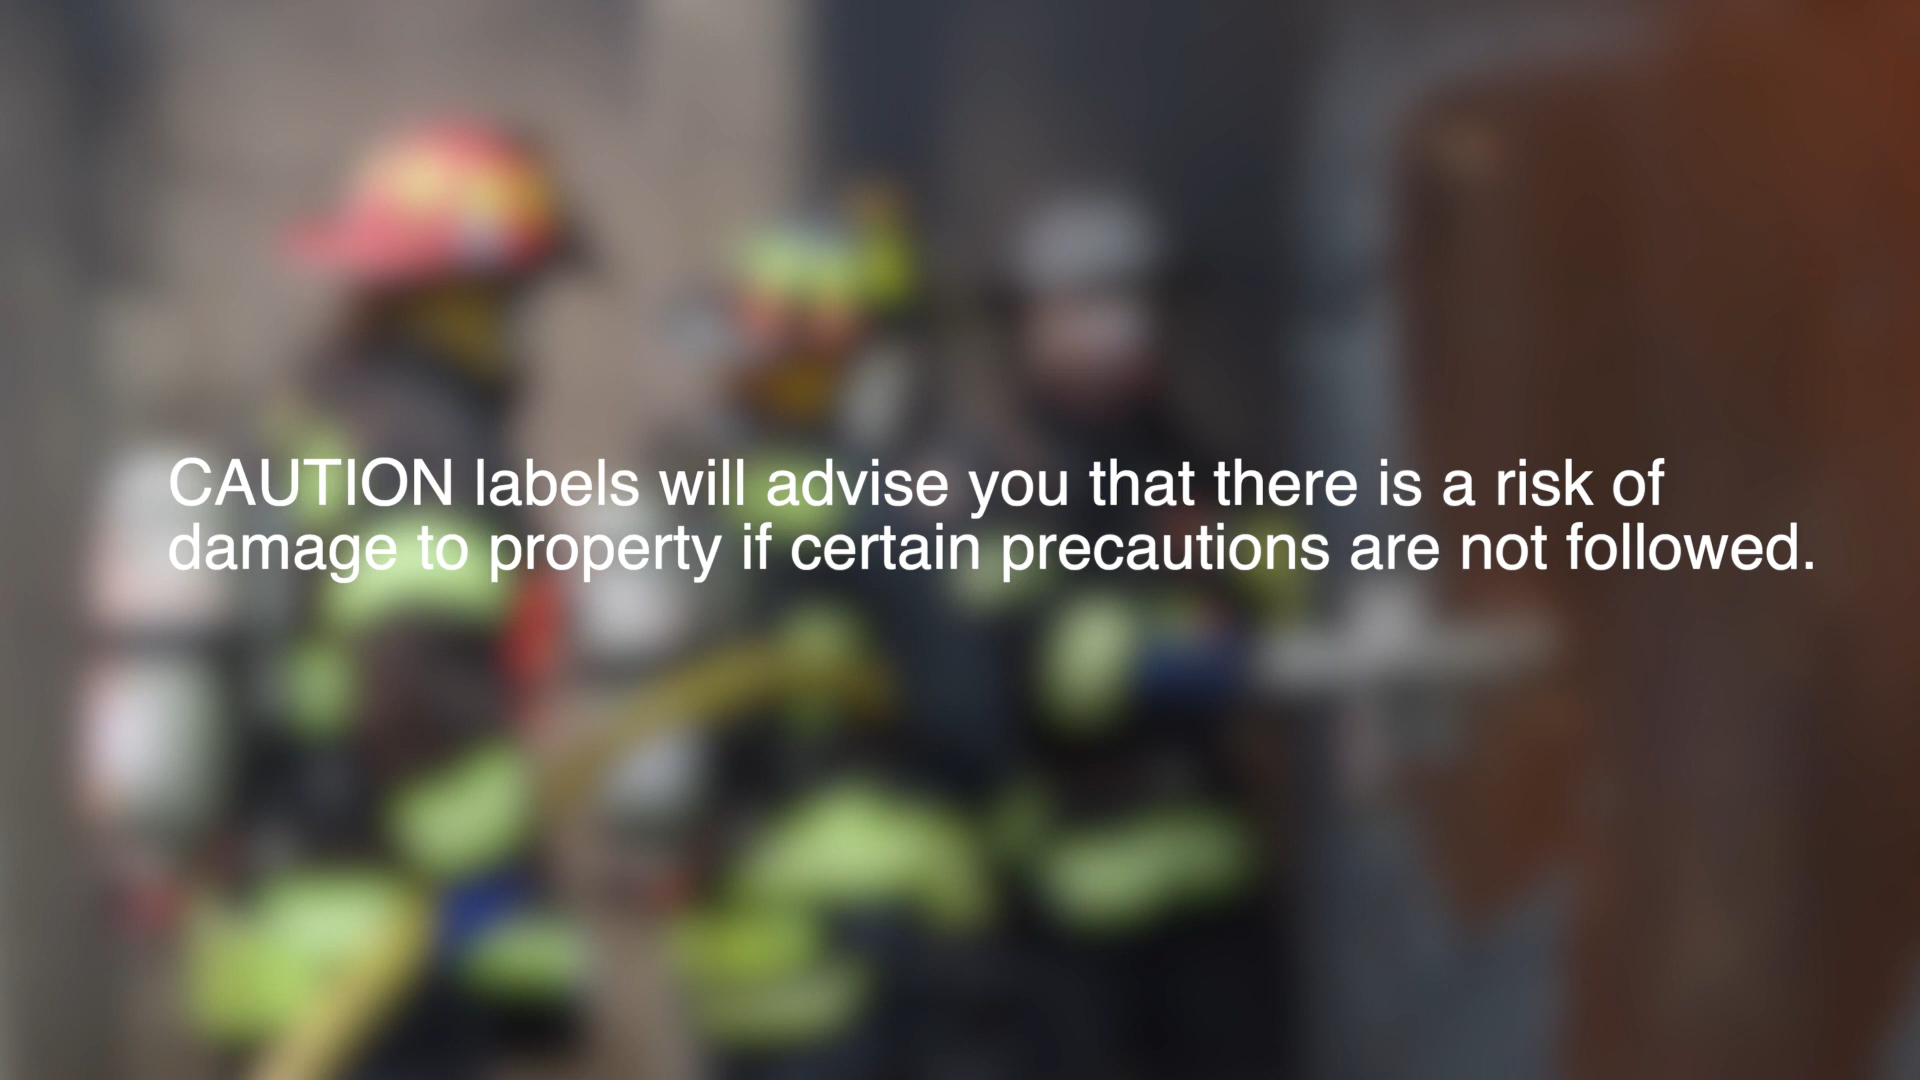 CAUTION labels will advise you that there is a risk of
damage to property if certain precautions are not followed.